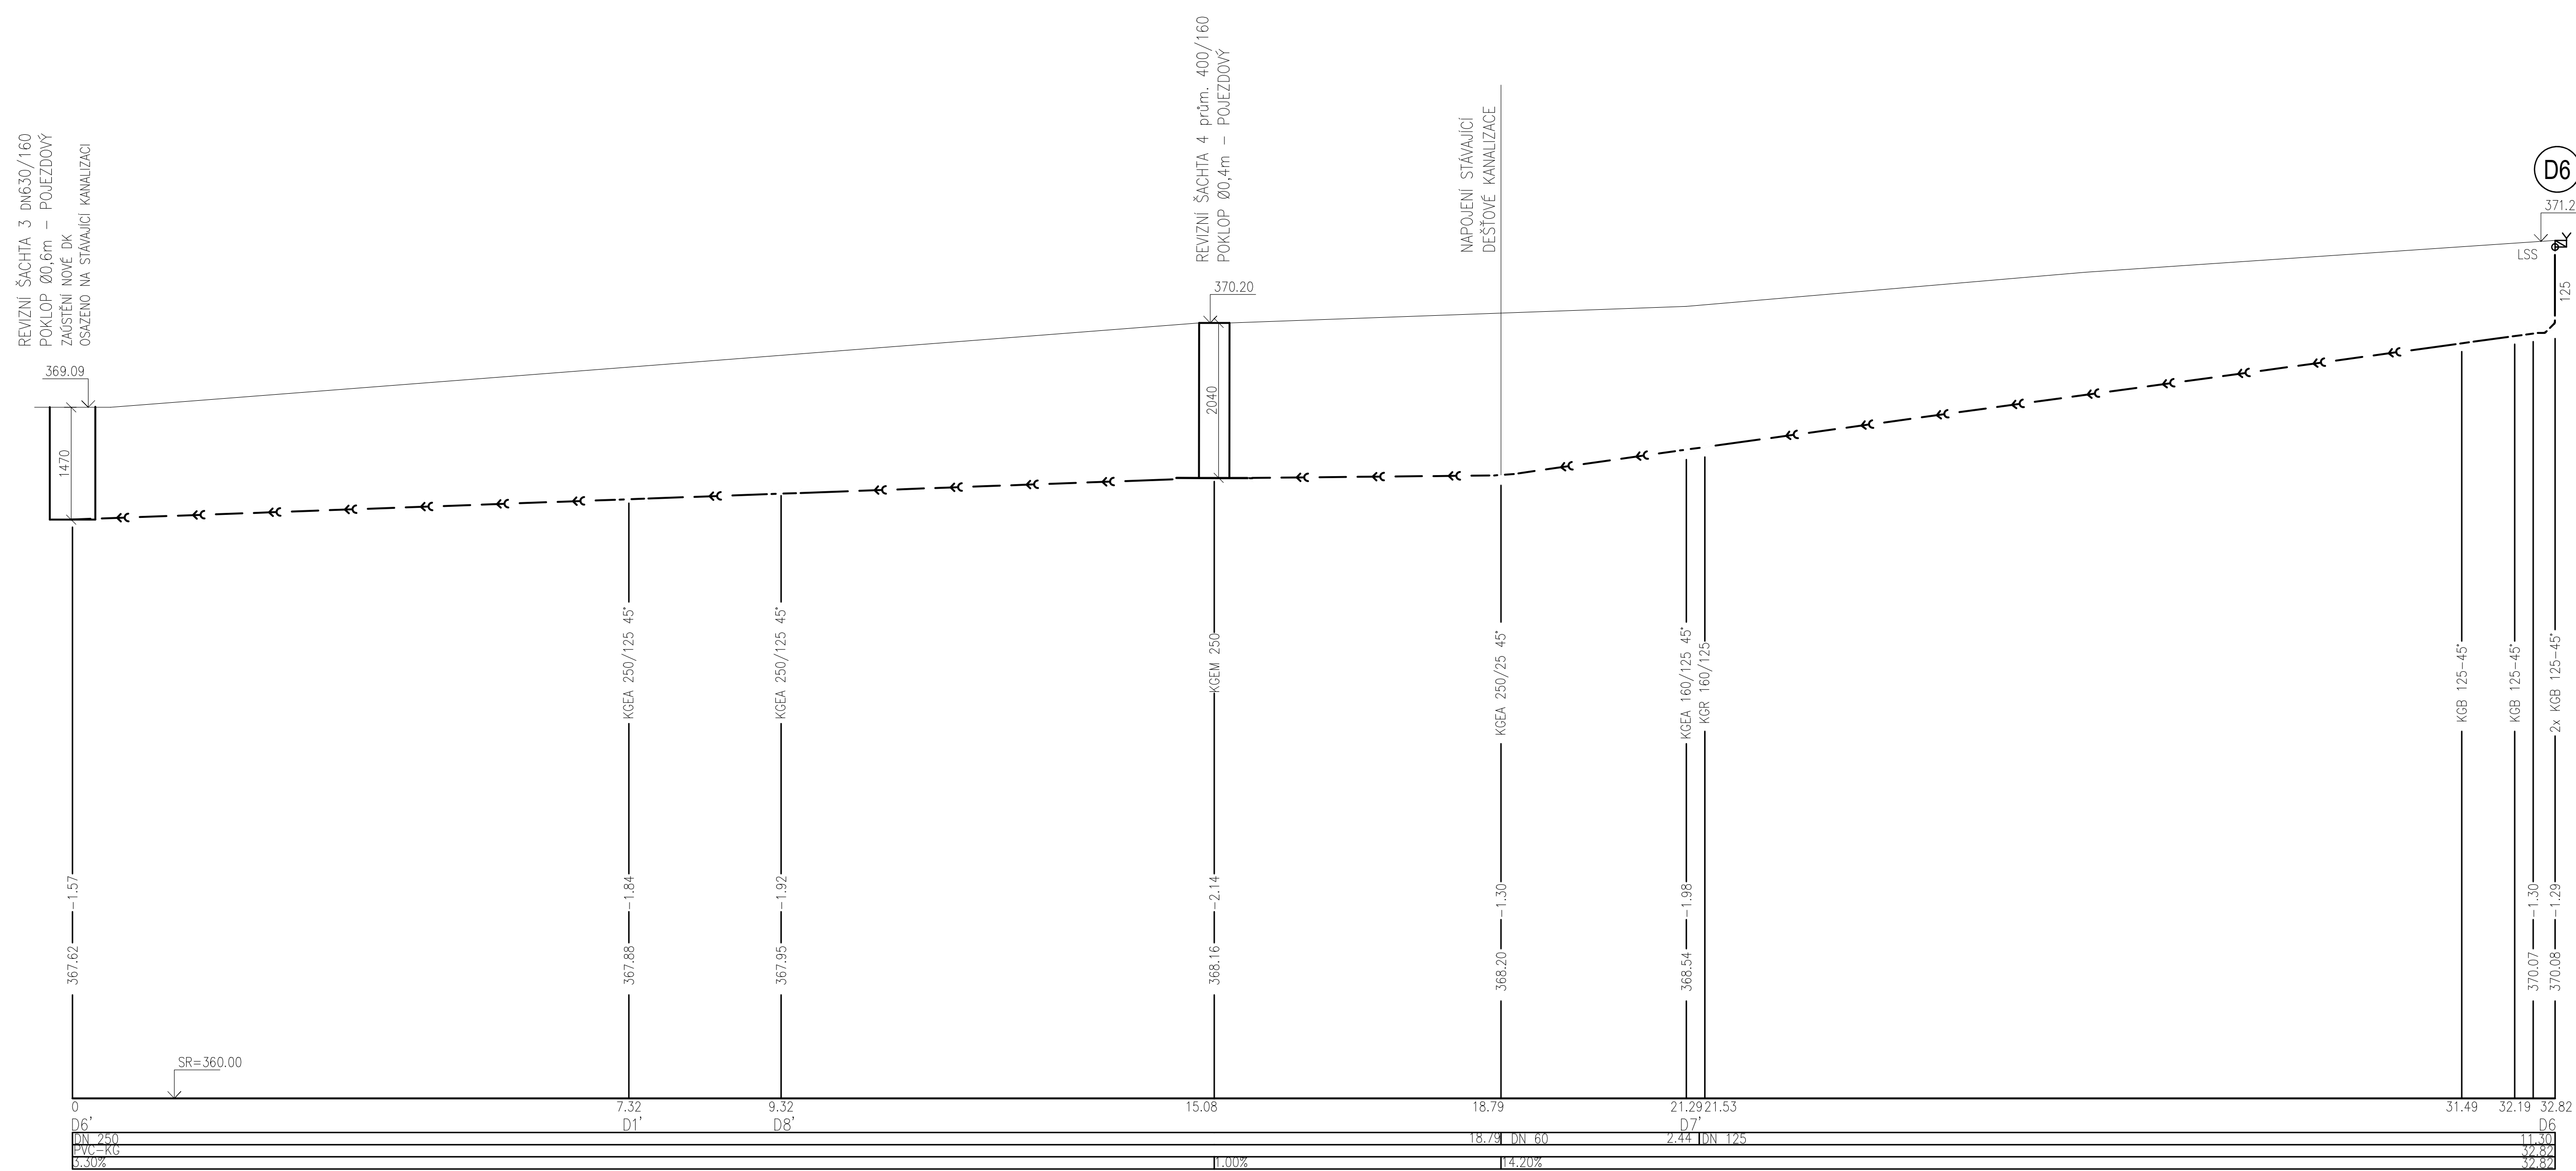 REVIZNÍ ŠACHTA 3 DN630/160
POKLOP Ø0,6m – POJEZDOVÝ
ZAÚSTĚNÍ NOVÉ DK
OSAZENO NA STÁVAJÍCÍ KANALIZACI
369.09
1470
REVIZNÍ ŠACHTA 4 prům. 400/160
POKLOP Ø0,4m – POJEZDOVÝ
370.20
2040
NAPOJENÍ STÁVAJÍCÍ
DEŠŤOVÉ KANALIZACE
D6
371.2
LSS
125
KGEA 250/125 45°
KGEA 250/125 45°
KGEM 250
KGEA 250/25 45°
KGEA 160/125 45°
KGR 160/125
KGB 125–45°
KGB 125–45°
2x KGB 125–45°
–1.57
–1.84
–1.92
–2.14
–1.30
–1.98
–1.30
–1.29
367.62
367.88
367.95
368.16
368.20
368.54
370.07
370.08
SR=360.00
0 7.32 9.32 15.08 18.79 21.29 21.53 31.49 32.19 32.82
D6' D1' D8' D7' D6
DN 250 18.79 DN 60 2.44 DN 125 11.30
PVC–KG 32.82
3.30% 1.00% 14.20% 32.82